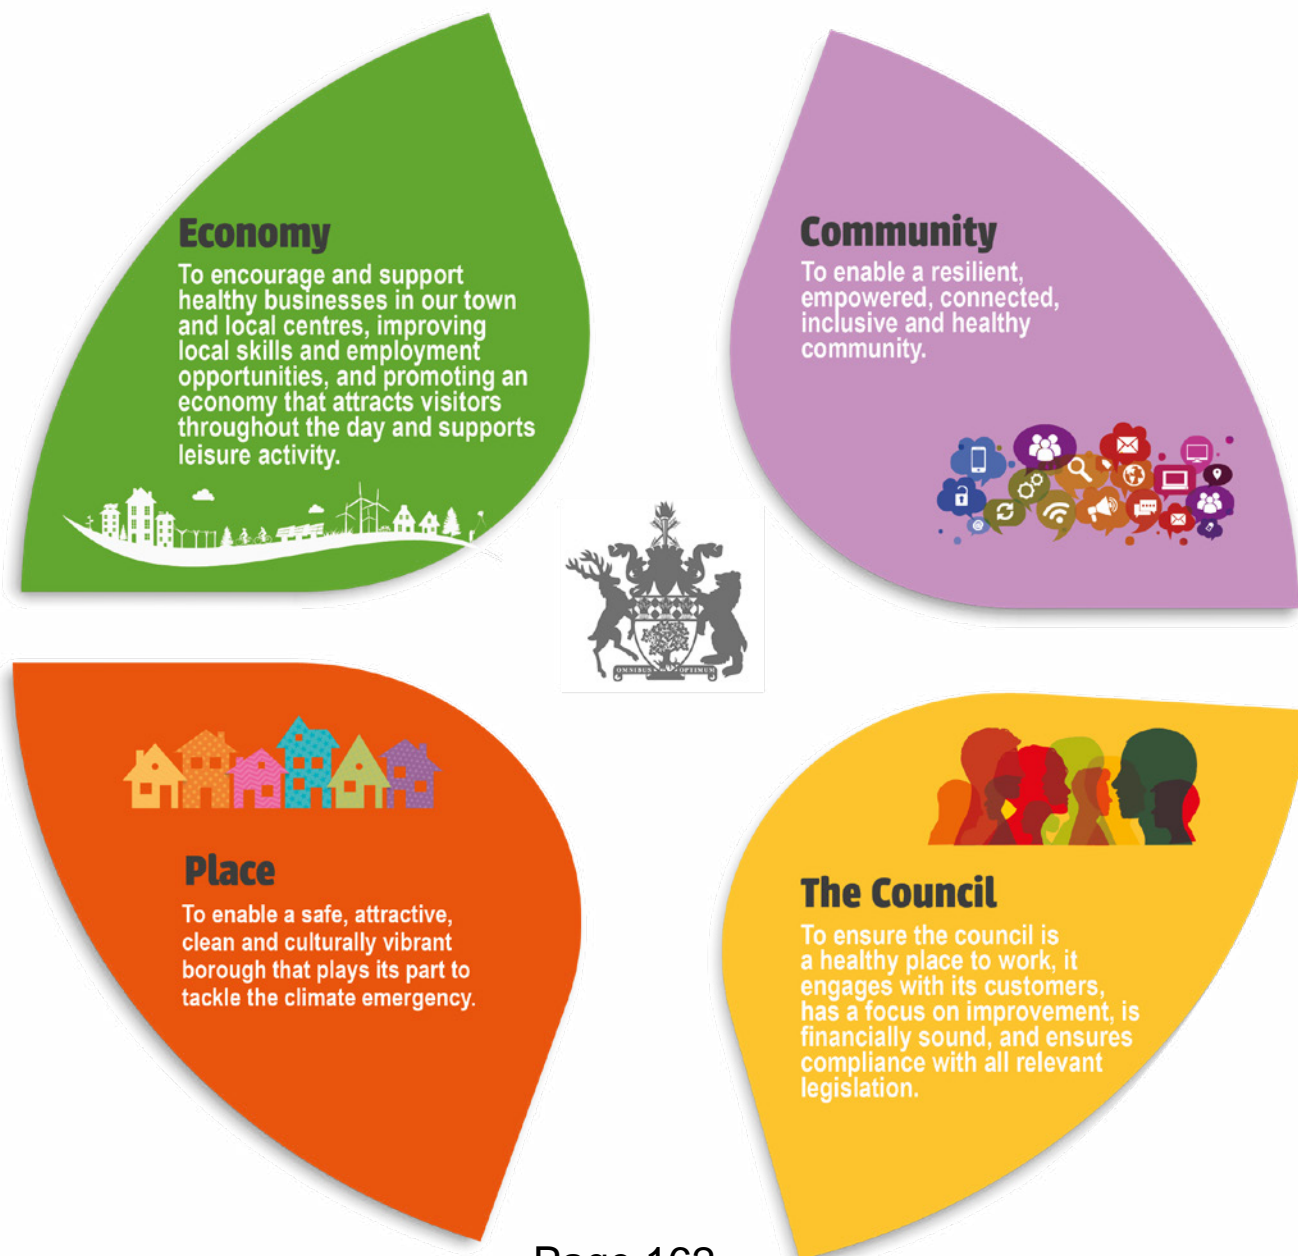 Economy
To encourage and support
healthy businesses in our town
and local centres, improving
local skills and employment
opportunities, and promoting an
economy that attracts visitors
throughout the day and supports
leisure activity.
Community
To enable a resilient,
empowered, connected,
inclusive and healthy
community.
OMNIBUS OPTIMUM
Place
To enable a safe, attractive,
clean and culturally vibrant
borough that plays its part to
tackle the climate emergency.
The Council
To ensure the council is
a healthy place to work, it
engages with its customers,
has a focus on improvement, is
financially sound, and ensures
compliance with all relevant
legislation.
Page 162